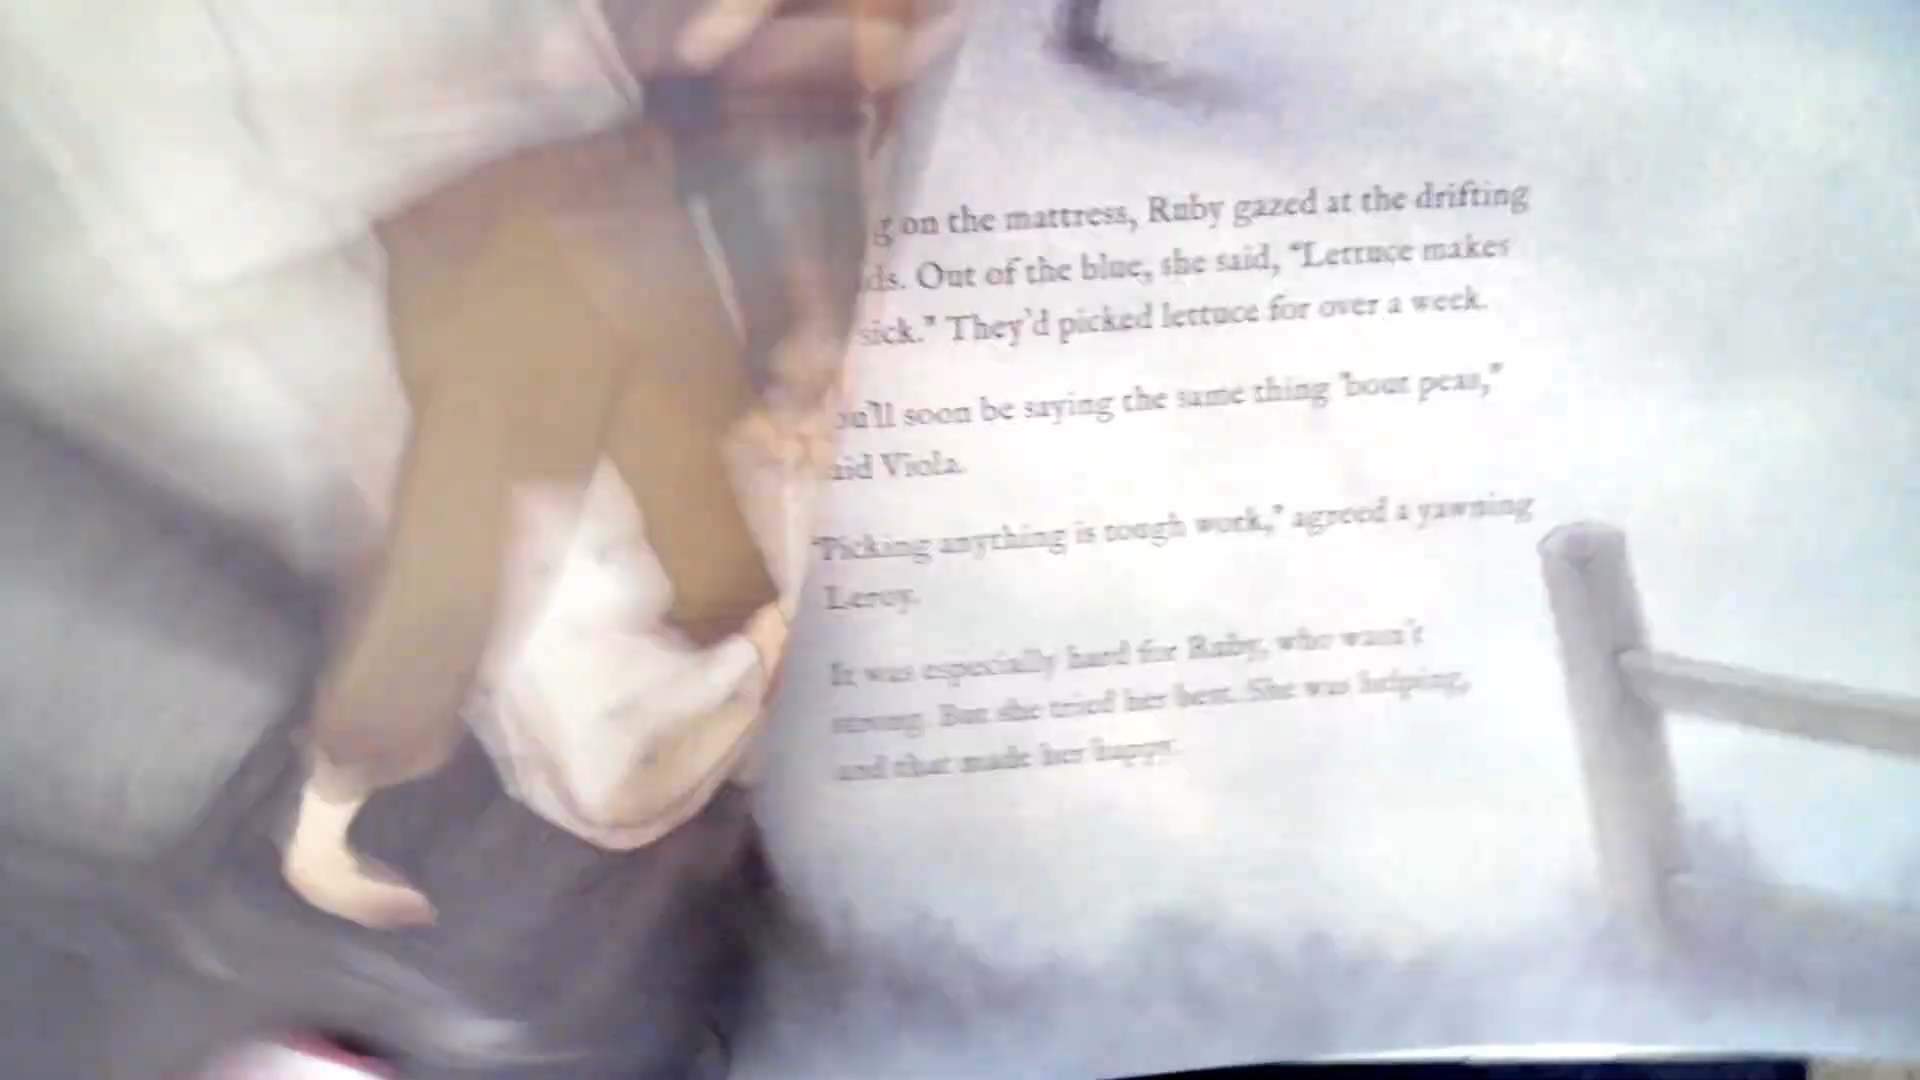 g on the mattress, Ruby gazed at the drifting
ds. Out of the blue, she said, “Lettuce makes
sick.” They’d picked lettuce for over a week.
ou’ll soon be saying the same thing ’bout peas,”
aid Viola.
“Picking anything is tough work,” agreed a yawning
Leroy.
It was especially hard for Ruby, who wasn’t
strong. But she tried her best. She was helping,
and that made her happy.